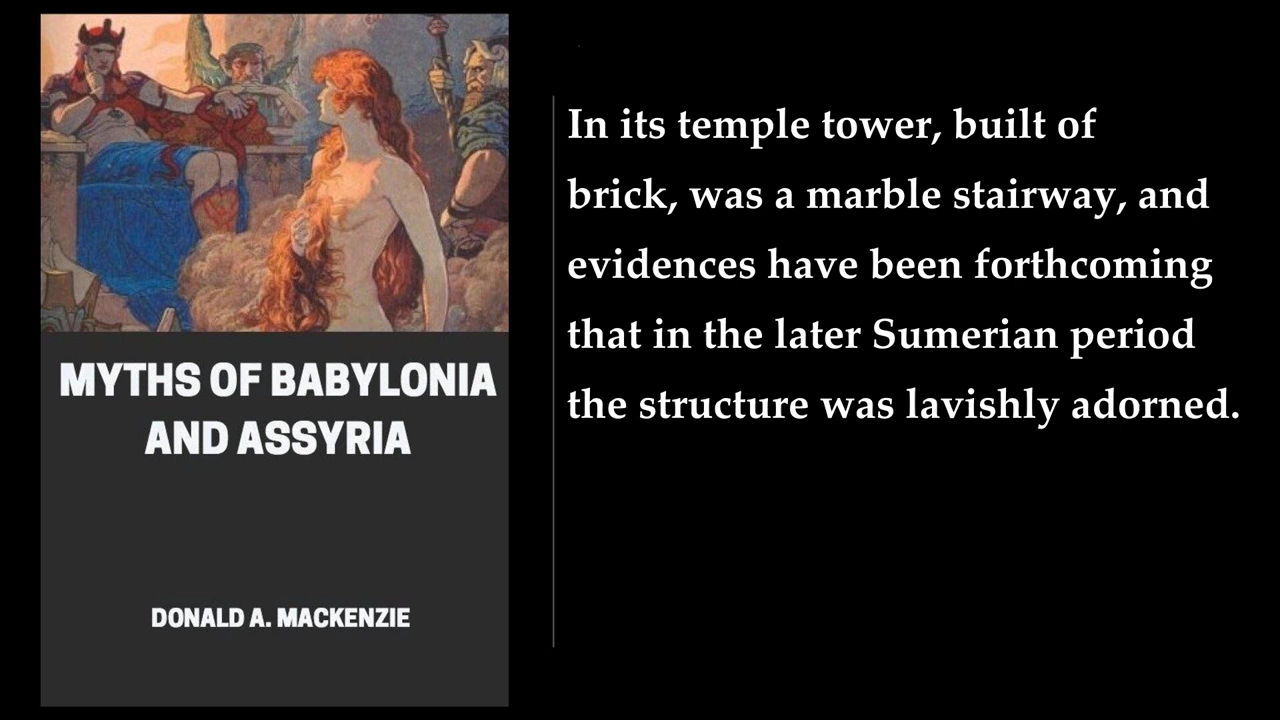 MYTHS OF BABYLONIA
AND ASSYRIA
DONALD A. MACKENZIE
In its temple tower, built of
brick, was a marble stairway, and
evidences have been forthcoming
that in the later Sumerian period
the structure was lavishly adorned.